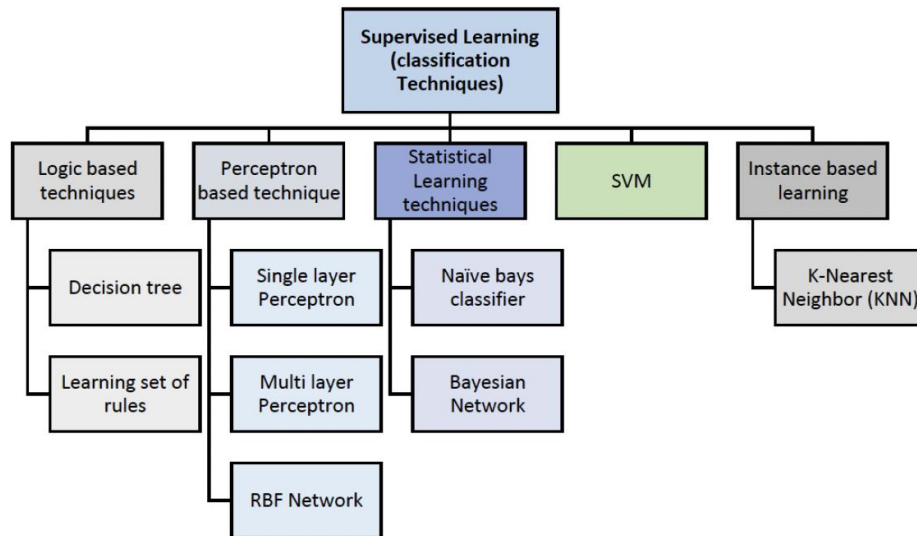 Supervised Learning
(classification
Techniques)
Logic based
techniques
Perceptron
based technique
Statistical
Learning
techniques
SVM
Instance based
learning
Decision tree
Single layer
Perceptron
Naïve bays
classifier
K-Nearest
Neighbor (KNN)
Learning set of
rules
Multi layer
Perceptron
Bayesian
Network
RBF Network